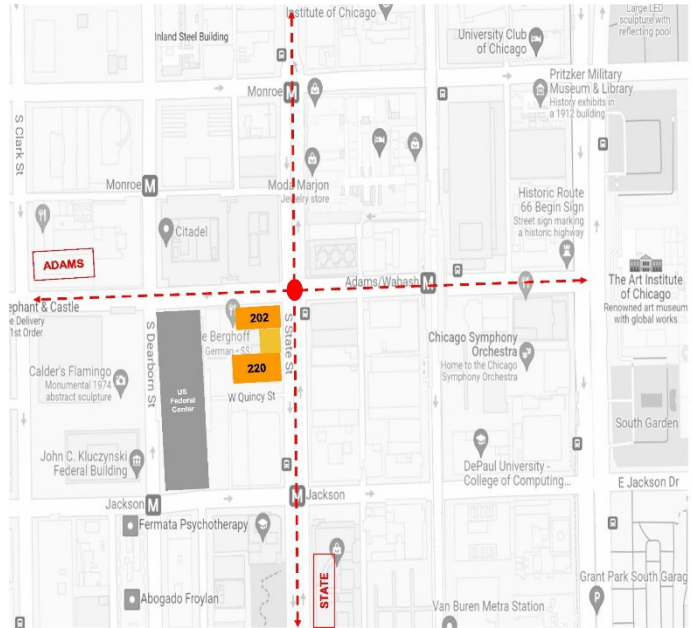 Institute of Chicago
Large LED
sculpture with
reflecting pool
Inland Steel Building
University Club
of Chicago
Pritzker Military
Museum & Library
History exhibits in
a 1912 building
Monroe M
S Clark St
Monroe M
Moda Marjon
Jewelry store
Historic Route
66 Begin Sign
Street sign marking
a historic highway
Citadel
ADAMS
Adams/Wabash M
The Art Institute
of Chicago
Renowned art museum
with global works
ephant & Castle
e Delivery
1st Order
S Dearborn St
202
e Berghoff
German • $$
S State St
220
W Quincy St
US
Federal
Center
Chicago Symphony
Orchestra
Home to the Chicago
Symphony Orchestra
Calder's Flamingo
Monumental 1974
abstract sculpture
South Garden
John C. Kluczynski
Federal Building
DePaul University -
College of Computing...
E Jackson Dr
Jackson M
M Jackson
Fermata Psychotherapy
STATE
Abogado Froylan
Van Buren Metra Station
Grant Park South Garag
P